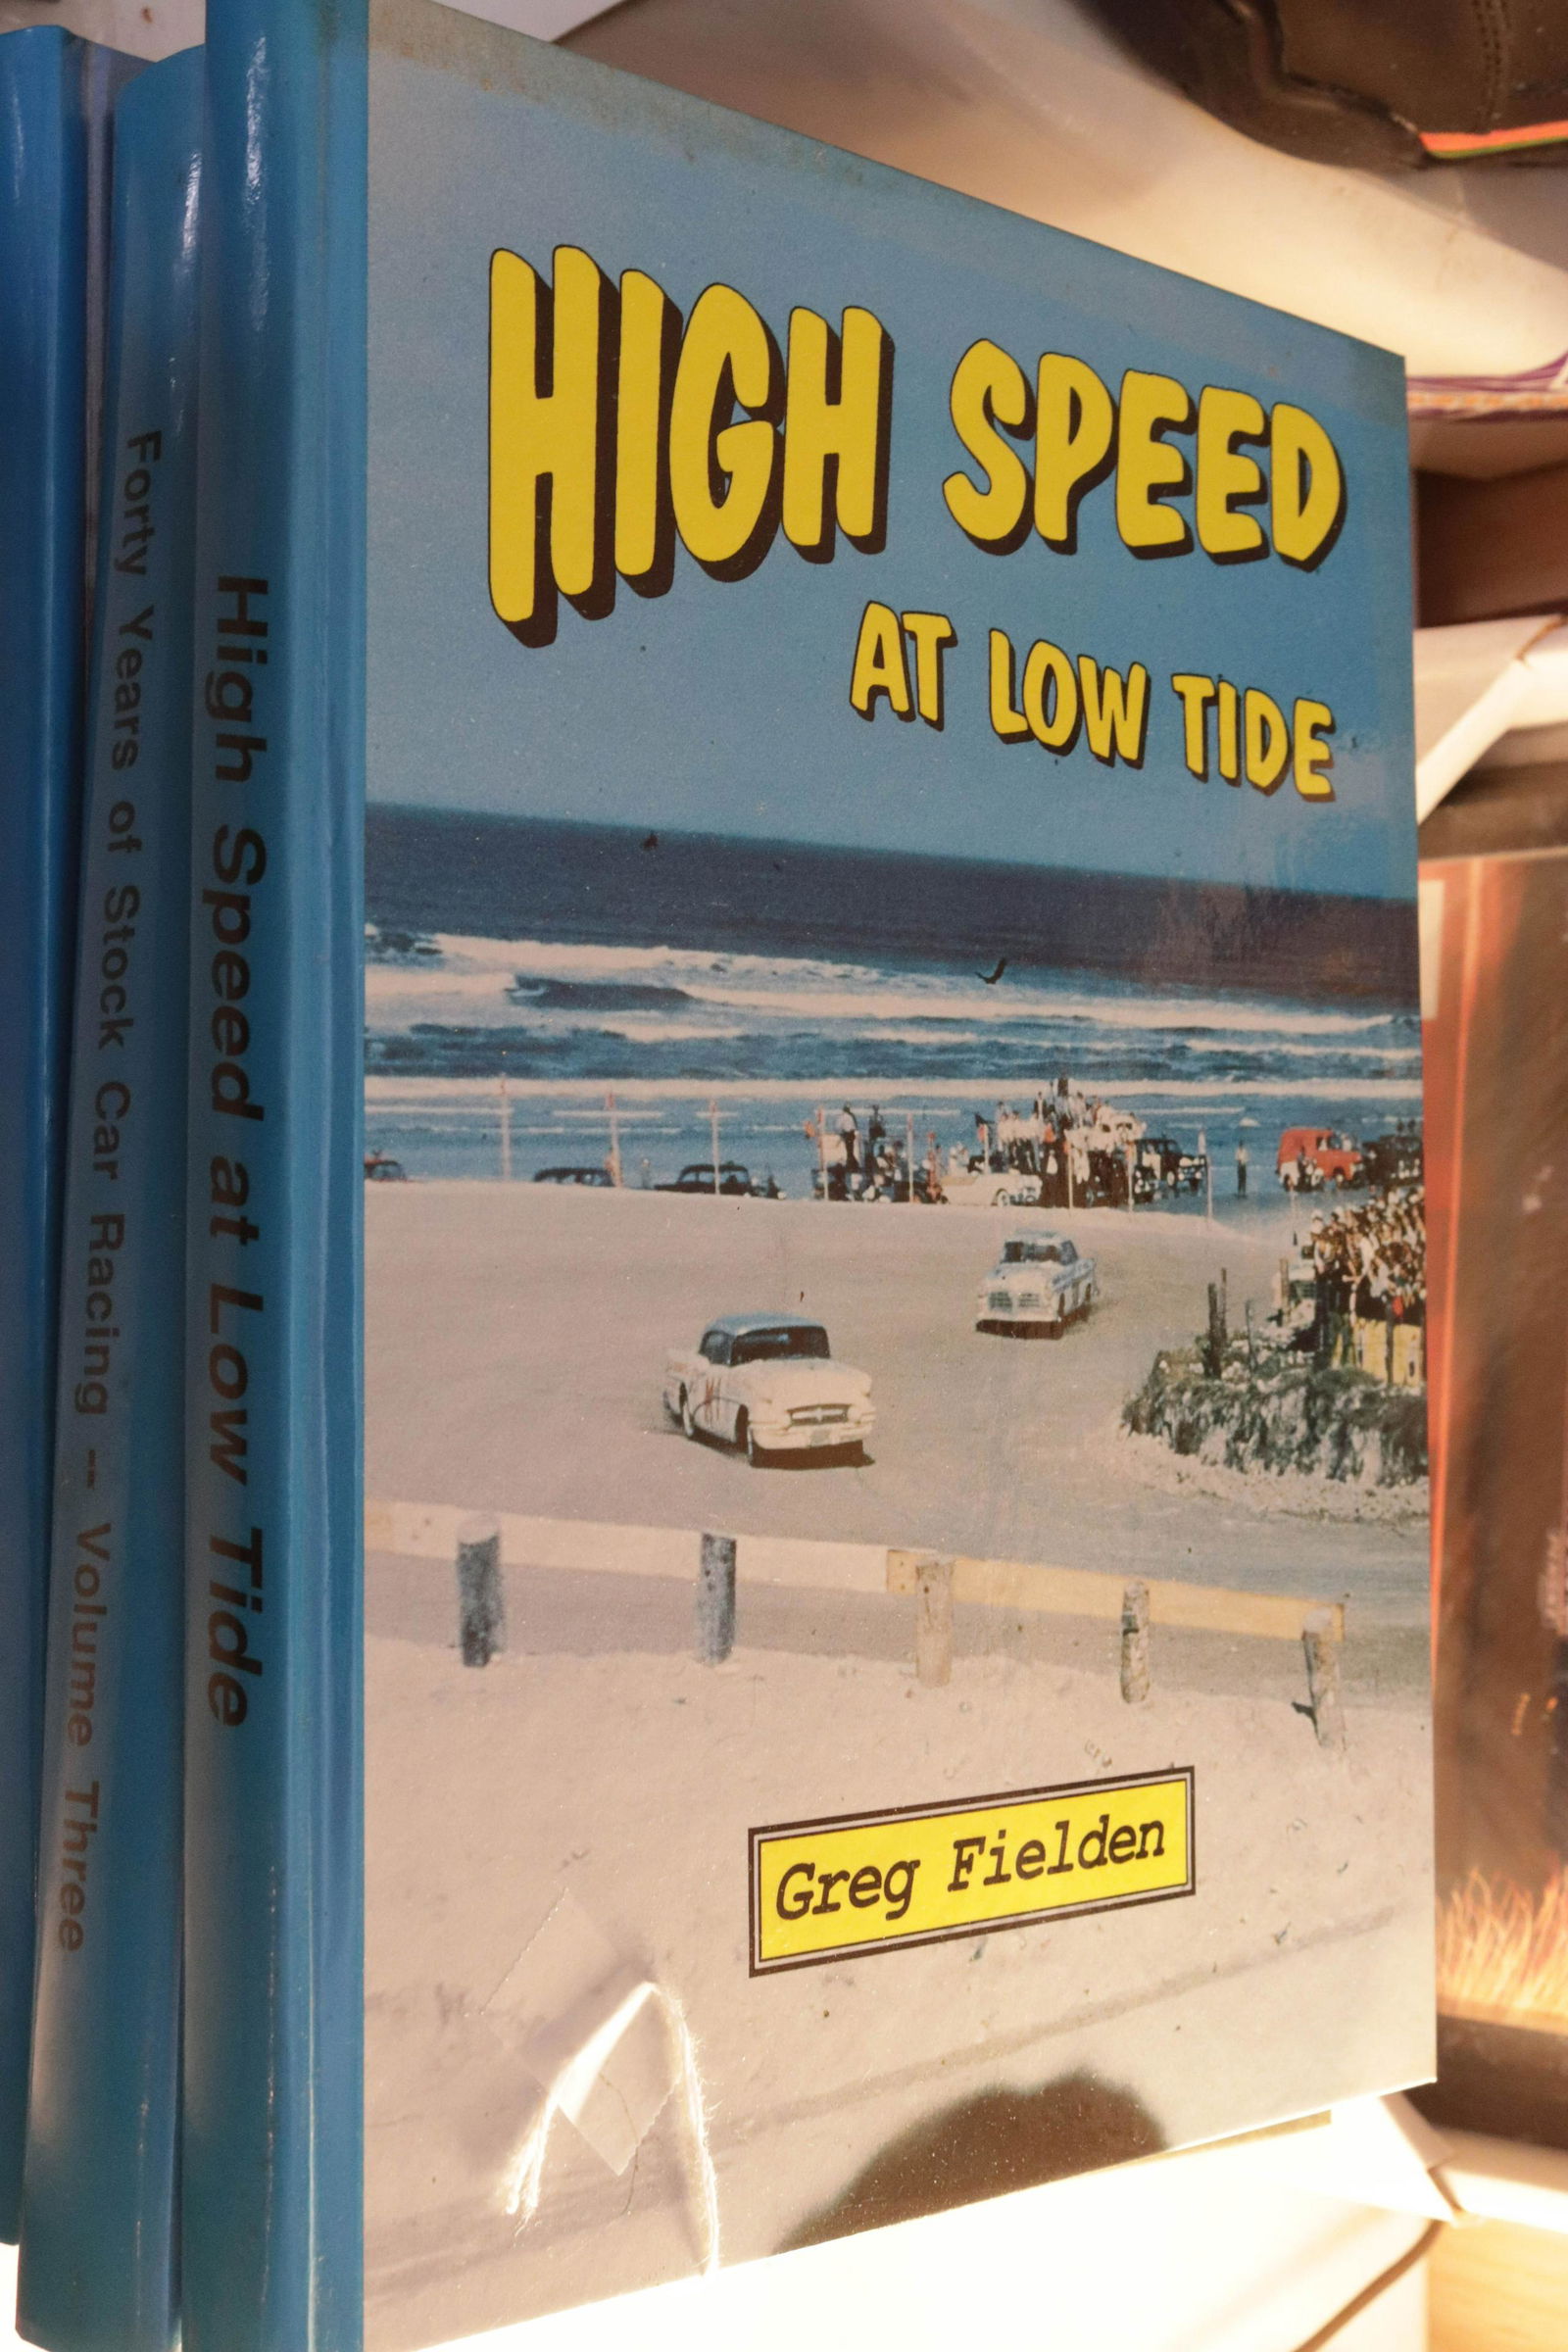 Forty Years of Stock Car Racing -- Volume Three
High Speed at Low Tide
HIGH SPEED
AT LOW TIDE
Greg Fielden